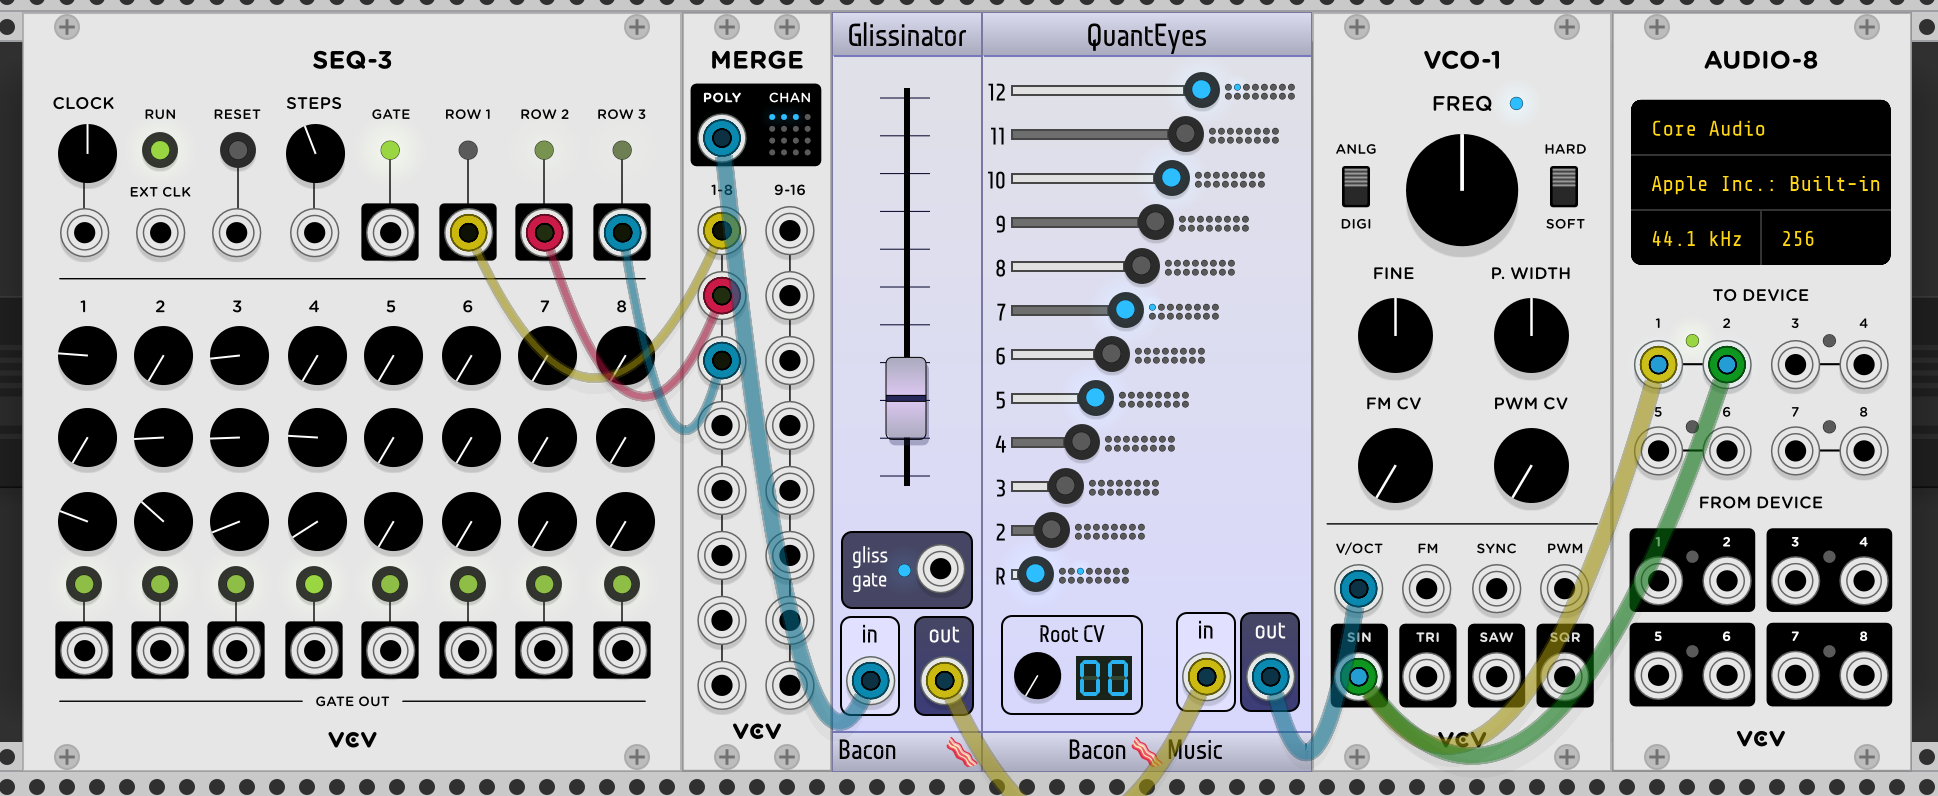 SEQ-3
CLOCK
RUN
RESET
STEPS
GATE
ROW 1
ROW 2
ROW 3
EXT CLK
1 2 3 4 5 6 7 8
GATE OUT
VCV
MERGE
POLY CHAN
1-8 9-16
VCV
Glissinator
gliss
gate
in out
Bacon
QuantEyes
12
11
10
9
8
7
6
5
4
3
2
R
Root CV
00
in out
Bacon Music
VCO-1
FREQ
ANLG HARD
DIGI SOFT
FINE P. WIDTH
FM CV PWM CV
V/OCT FM SYNC PWM
SIN TRI SAW SQR
VCV
AUDIO-8
Core Audio
Apple Inc.: Built-in
44.1 kHz 256
TO DEVICE
1 2 3 4
5 6 7 8
FROM DEVICE
1 2 3 4
5 6 7 8
VCV